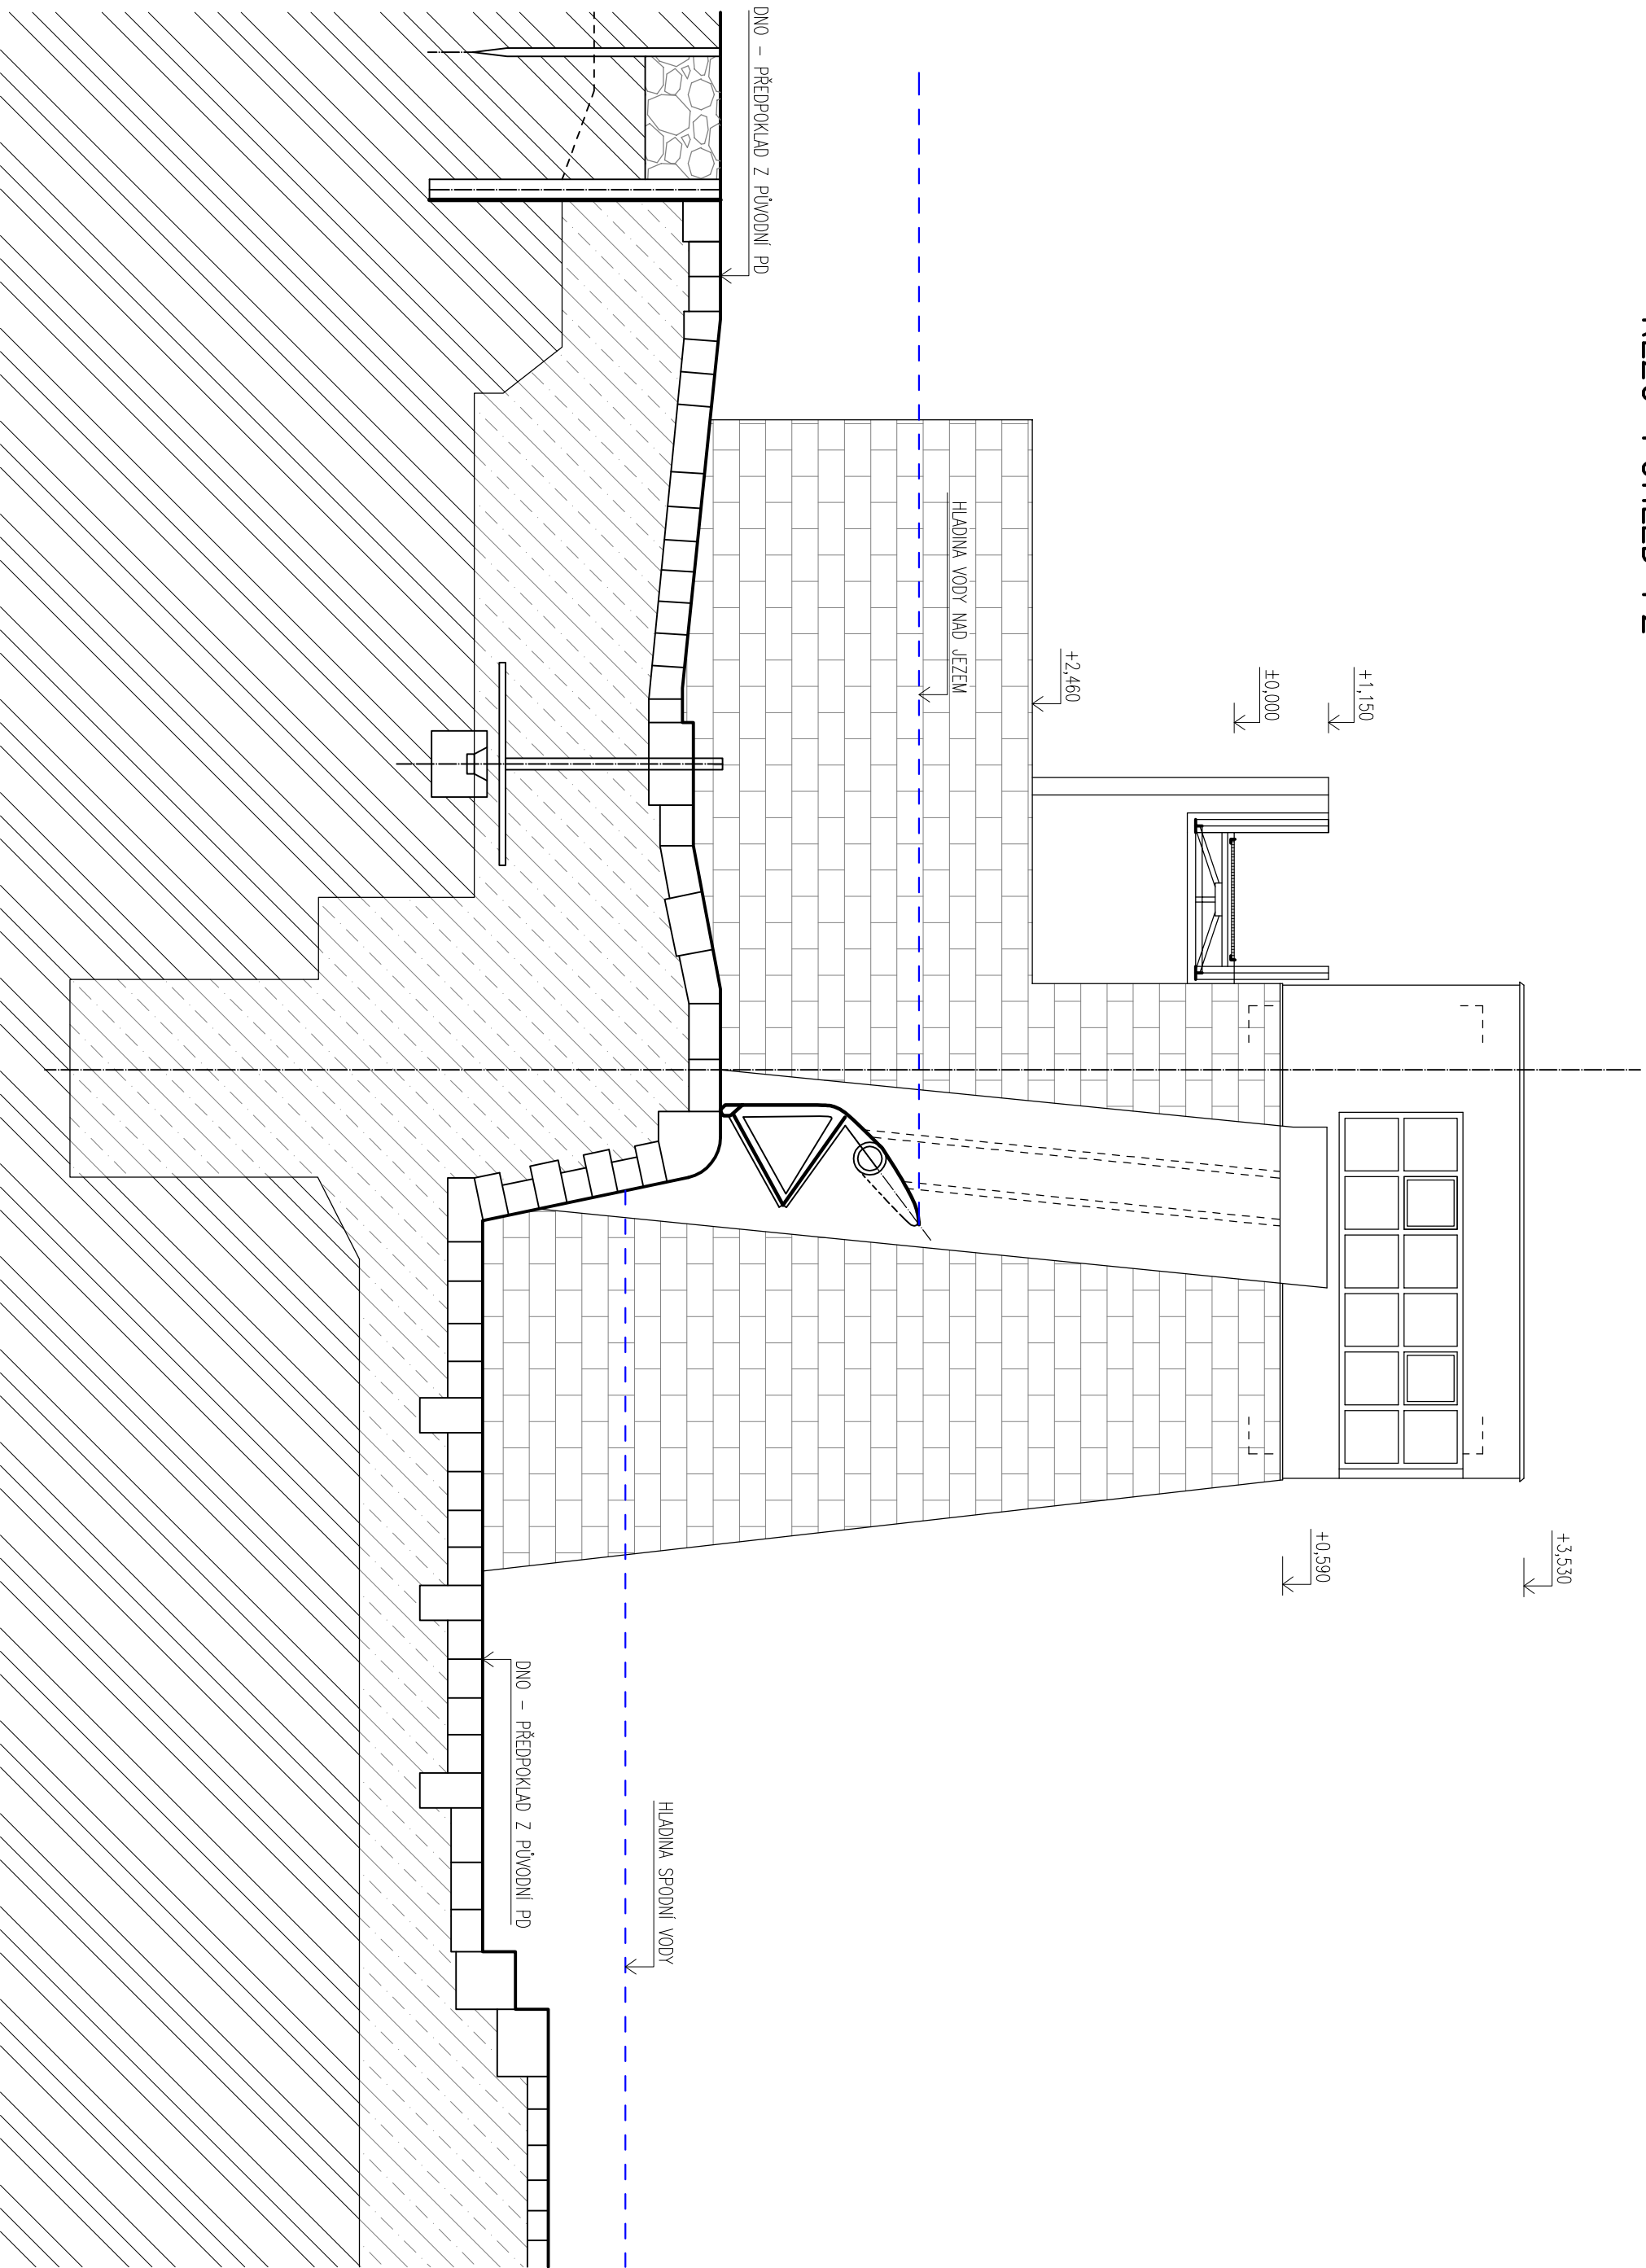 +1,150
±0,000
+2,460
HLADINA VODY NAD JEZEM
DNO - PŘEDPOKLAD Z PŮVODNÍ PD
+3,530
+0,590
HLADINA SPODNÍ VODY
DNO - PŘEDPOKLAD Z PŮVODNÍ PD